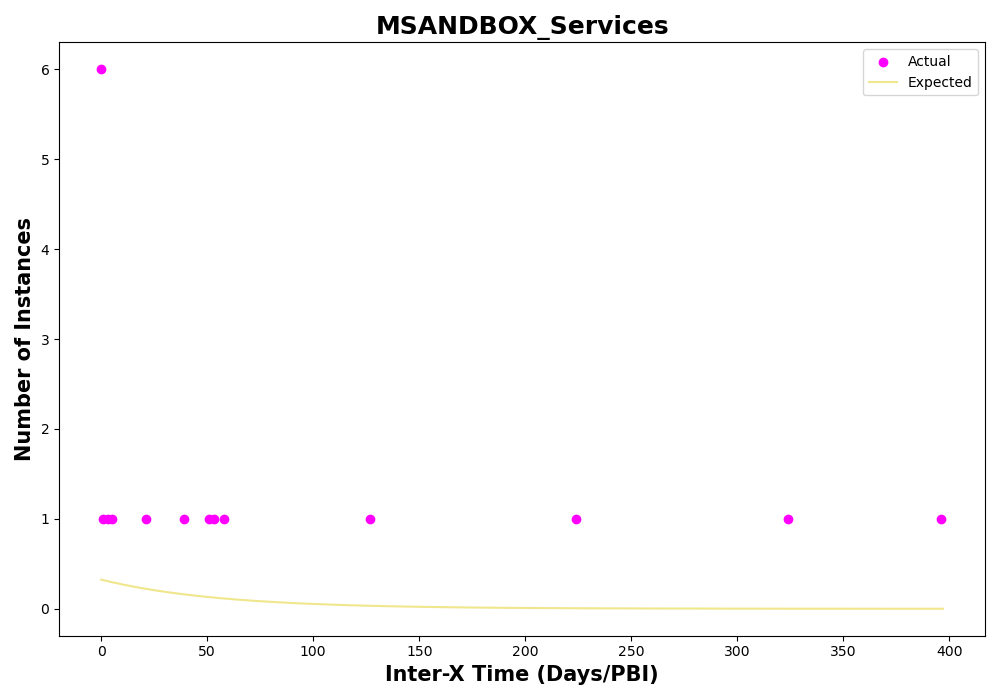 MSANDBOX_Services
Actual
Expected
6
5
4
3
2
1
0
Number of Instances
0 50 100 150 200 250 300 350 400
Inter-X Time (Days/PBI)